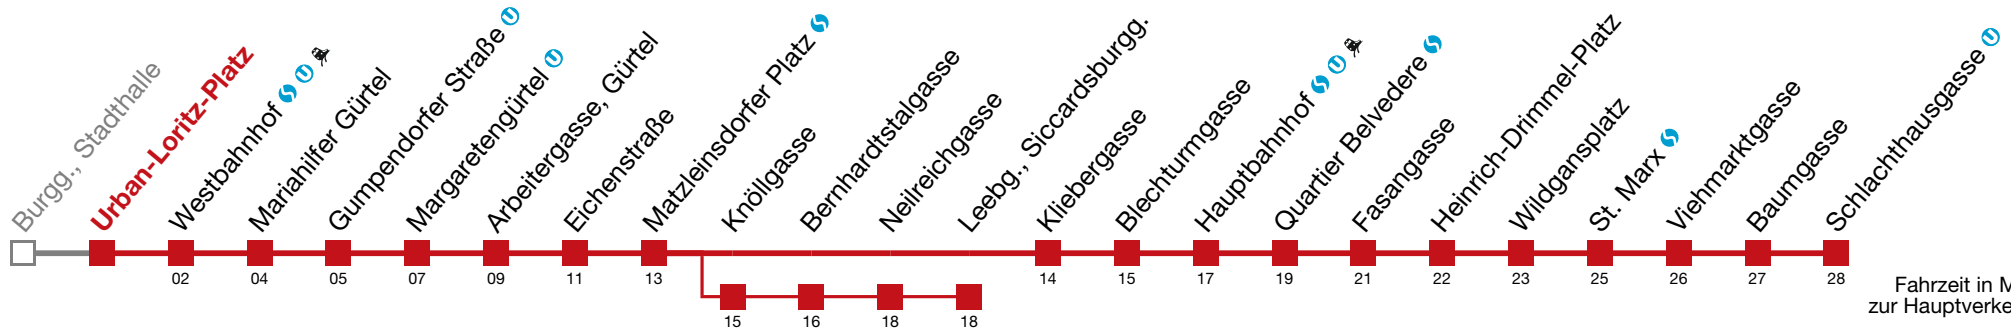 Burgg., Stadthalle
Urban-Loritz-Platz
Westbahnhof
Mariahilfer Gürtel
Gumpendorfer Straße
Margaretengürtel
Arbeitergasse, Gürtel
Eichenstraße
Matzleinsdorfer Platz
Knöllgasse
Bernhardtstalgasse
Neilreichgasse
Leebg., Siccardsburgg.
Kliebergasse
Blechturmgasse
Hauptbahnhof
Quartier Belvedere
Fasangasse
Heinrich-Drimmel-Platz
Wildgansplatz
St. Marx
Viehmarktgasse
Baumgasse
Schlachthausgasse
02 04 05 07 09 11 13 14 15 17 19 21 22 23 25 26 27 28
15 16 18 18
Fahrzeit in M
zur Hauptverke